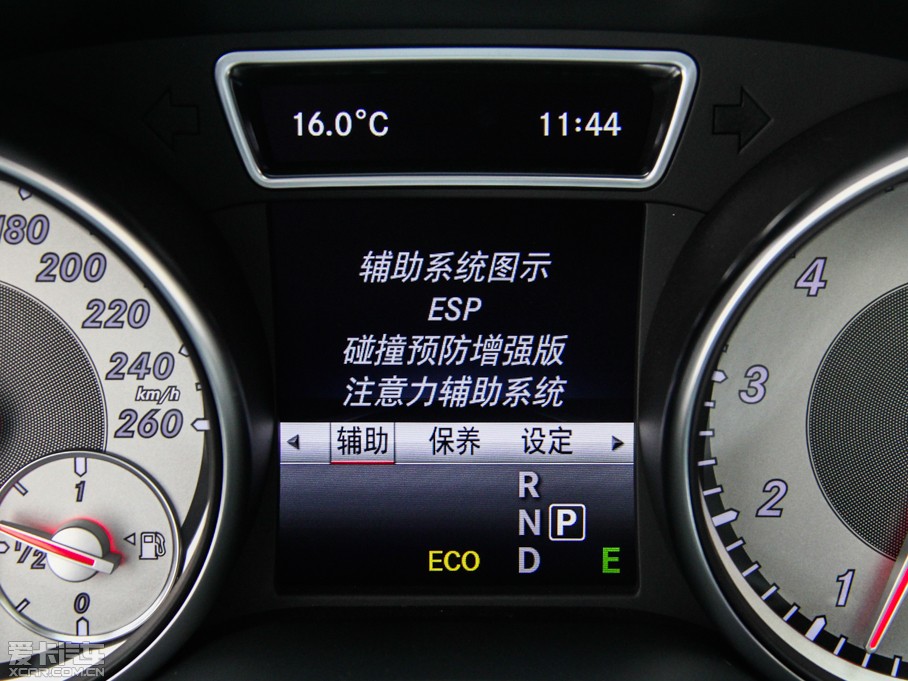 16.0°C 11:44
辅助系统图示
ESP
碰撞预防增强版
注意力辅助系统
辅助 保养 设定
R
N P
D
ECO E
180
200
220
240
km/h
260
1
1/2
0
4
3
2
1
爱卡汽车
XCAR.COM.CN